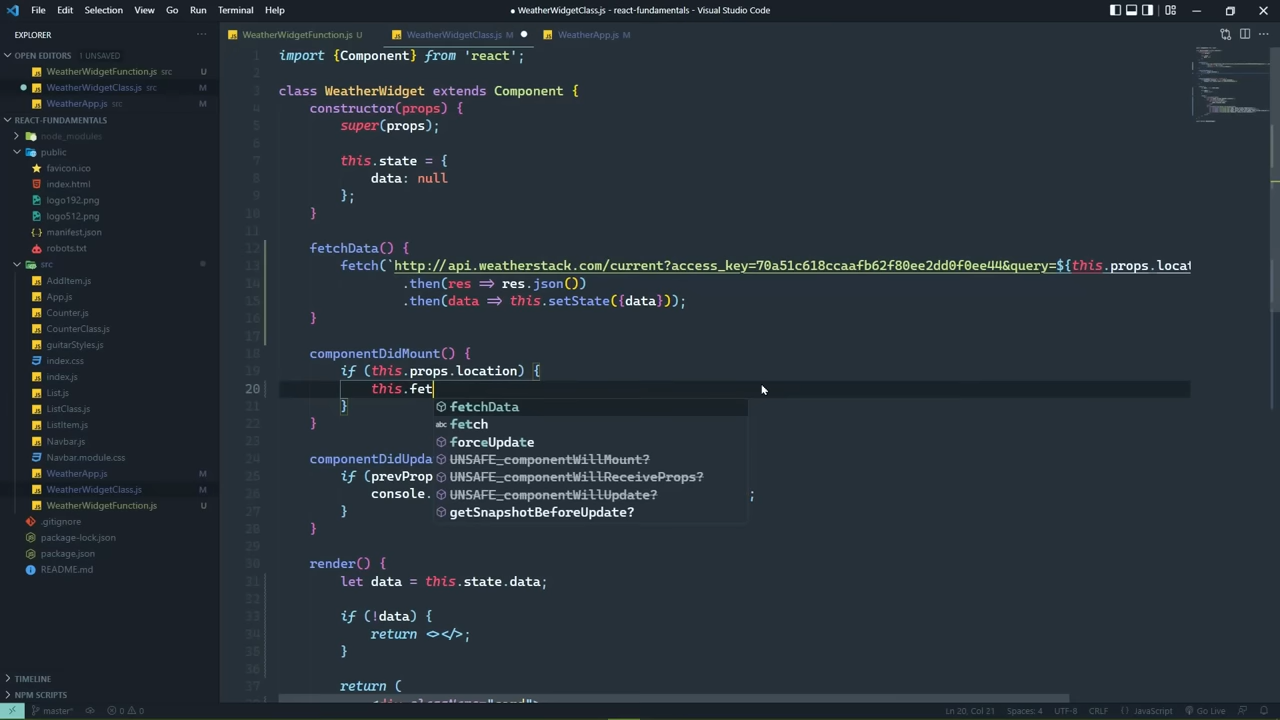 File Edit Selection View Go Run Terminal Help
● WeatherWidgetClass.js - react-fundamentals - Visual Studio Code
EXPLORER
OPEN EDITORS 1 UNSAVED
WeatherWidgetFunction.js src U
WeatherWidgetClass.js src M
WeatherApp.js src M
REACT-FUNDAMENTALS
node_modules
public
favicon.ico
index.html
logo192.png
logo512.png
manifest.json
robots.txt
src
AddItem.js
App.js
Counter.js
CounterClass.js
guitarStyles.js
index.css
index.js
List.js
ListClass.js
ListItem.js
Navbar.js
Navbar.module.css
WeatherApp.js M
WeatherWidgetClass.js M
WeatherWidgetFunction.js U
.gitignore
package-lock.json
package.json
README.md
TIMELINE
NPM SCRIPTS
WeatherWidgetFunction.js U
WeatherWidgetClass.js M
WeatherApp.js M
1 import {Component} from 'react';
2
3 class WeatherWidget extends Component {
4 constructor(props) {
5 super(props);
6
7 this.state = {
8 data: null
9 };
10 }
11
12 fetchData() {
13 fetch(`http://api.weatherstack.com/current?access_key=70a51c618ccaafb62f80ee2dd0f0ee44&query=${this.props.locat
14 .then(res => res.json())
15 .then(data => this.setState({data}));
16 }
17
18 componentDidMount() {
19 if (this.props.location) {
20 this.fet
21 }
22 }
23
24 componentDidUpda
25 if (prevProp
26 console. ;
27 }
28 }
29
30 render() {
31 let data = this.state.data;
32
33 if (!data) {
34 return <></>;
35 }
36
37 return (
<div className="card">
fetchData
fetch
forceUpdate
UNSAFE_componentWillMount?
UNSAFE_componentWillReceiveProps?
UNSAFE_componentWillUpdate?
getSnapshotBeforeUpdate?
master* 0 0
Ln 20, Col 21 Spaces: 4 UTF-8 CRLF {} JavaScript Go Live